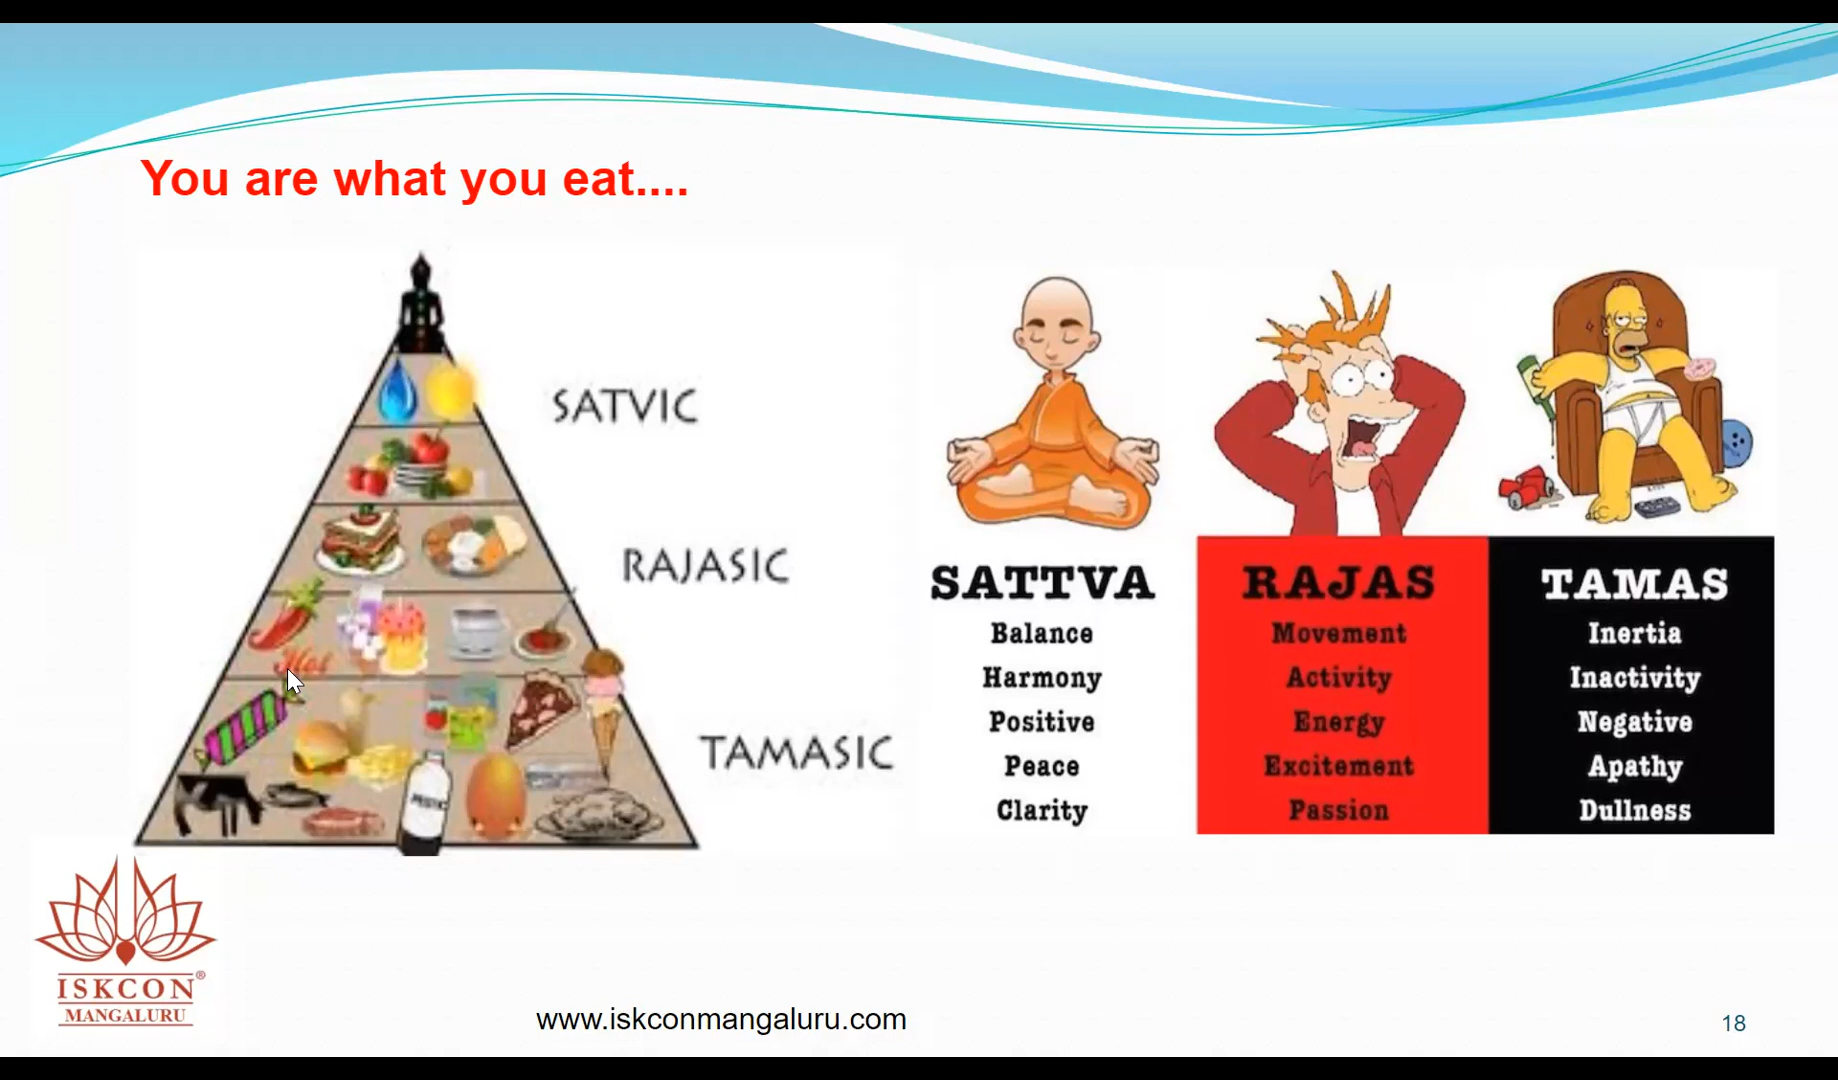 You are what you eat....
SATVIC
RAJASIC
Hot
TAMASIC
SATTVA
Balance
Harmony
Positive
Peace
Clarity
RAJAS
Movement
Activity
Energy
Excitement
Passion
TAMAS
Inertia
Inactivity
Negative
Apathy
Dullness
ISKCON®
MANGALURU
www.iskconmangaluru.com
18